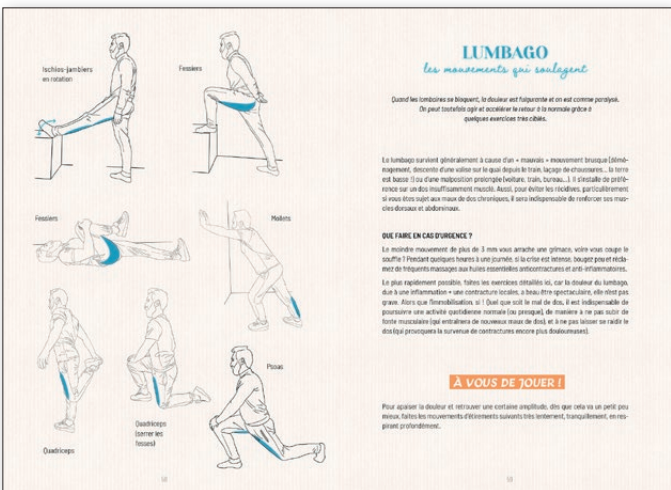 Ischios-jambiers
en rotation
Fessiers
Fessiers
Mollets
Quadriceps
Quadriceps
(serrer les
fesses)
Psoas
LUMBAGO
les mouvements qui soulagent
Quand les lombaires se bloquent, la douleur est fulgurante et on est comme paralysé.
On peut toutefois agir et accélérer le retour à la normale grâce à
quelques exercices très ciblés.
Le lumbago survient généralement à cause d'un « mauvais » mouvement brusque (démé-
nagement, descente d'une valise sur le quai depuis le train, laçage de chaussures... la terre
est basse !) ou d'une malposition prolongée (voiture, train, bureau...). Il s'installe de préfé-
rence sur un dos insuffisamment musclé. Aussi, pour éviter les récidives, particulièrement
si vous êtes sujet aux maux de dos chroniques, il sera indispensable de renforcer ses mus-
cles dorsaux et abdominaux.
QUE FAIRE EN CAS D'URGENCE ?
Le moindre mouvement de plus de 3 mm vous arrache une grimace, voire vous coupe le
souffle ? Pendant quelques heures à une journée, si la crise est intense, bougez peu et récla-
mez de fréquents massages aux huiles essentielles anticontractures et anti-inflammatoires.
Le plus rapidement possible, faites les exercices détaillés ici, car la douleur du lumbago,
due à une inflammation + une contracture locales, a beau être spectaculaire, elle n'est pas
grave. Alors que l'immobilisation, si ! Quel que soit le mal de dos, il est indispensable de
poursuivre une activité quotidienne normale (ou presque), de manière à ne pas subir de
fonte musculaire (qui entraînera de nouveaux maux de dos), et à ne pas laisser se raidir le
dos (qui provoquera la survenue de contractures encore plus douloureuses).
À VOUS DE JOUER !
Pour apaiser la douleur et retrouver une certaine amplitude, dès que cela va un petit peu
mieux, faites les mouvements d'étirements suivants très lentement, tranquillement, en res-
pirant profondément.